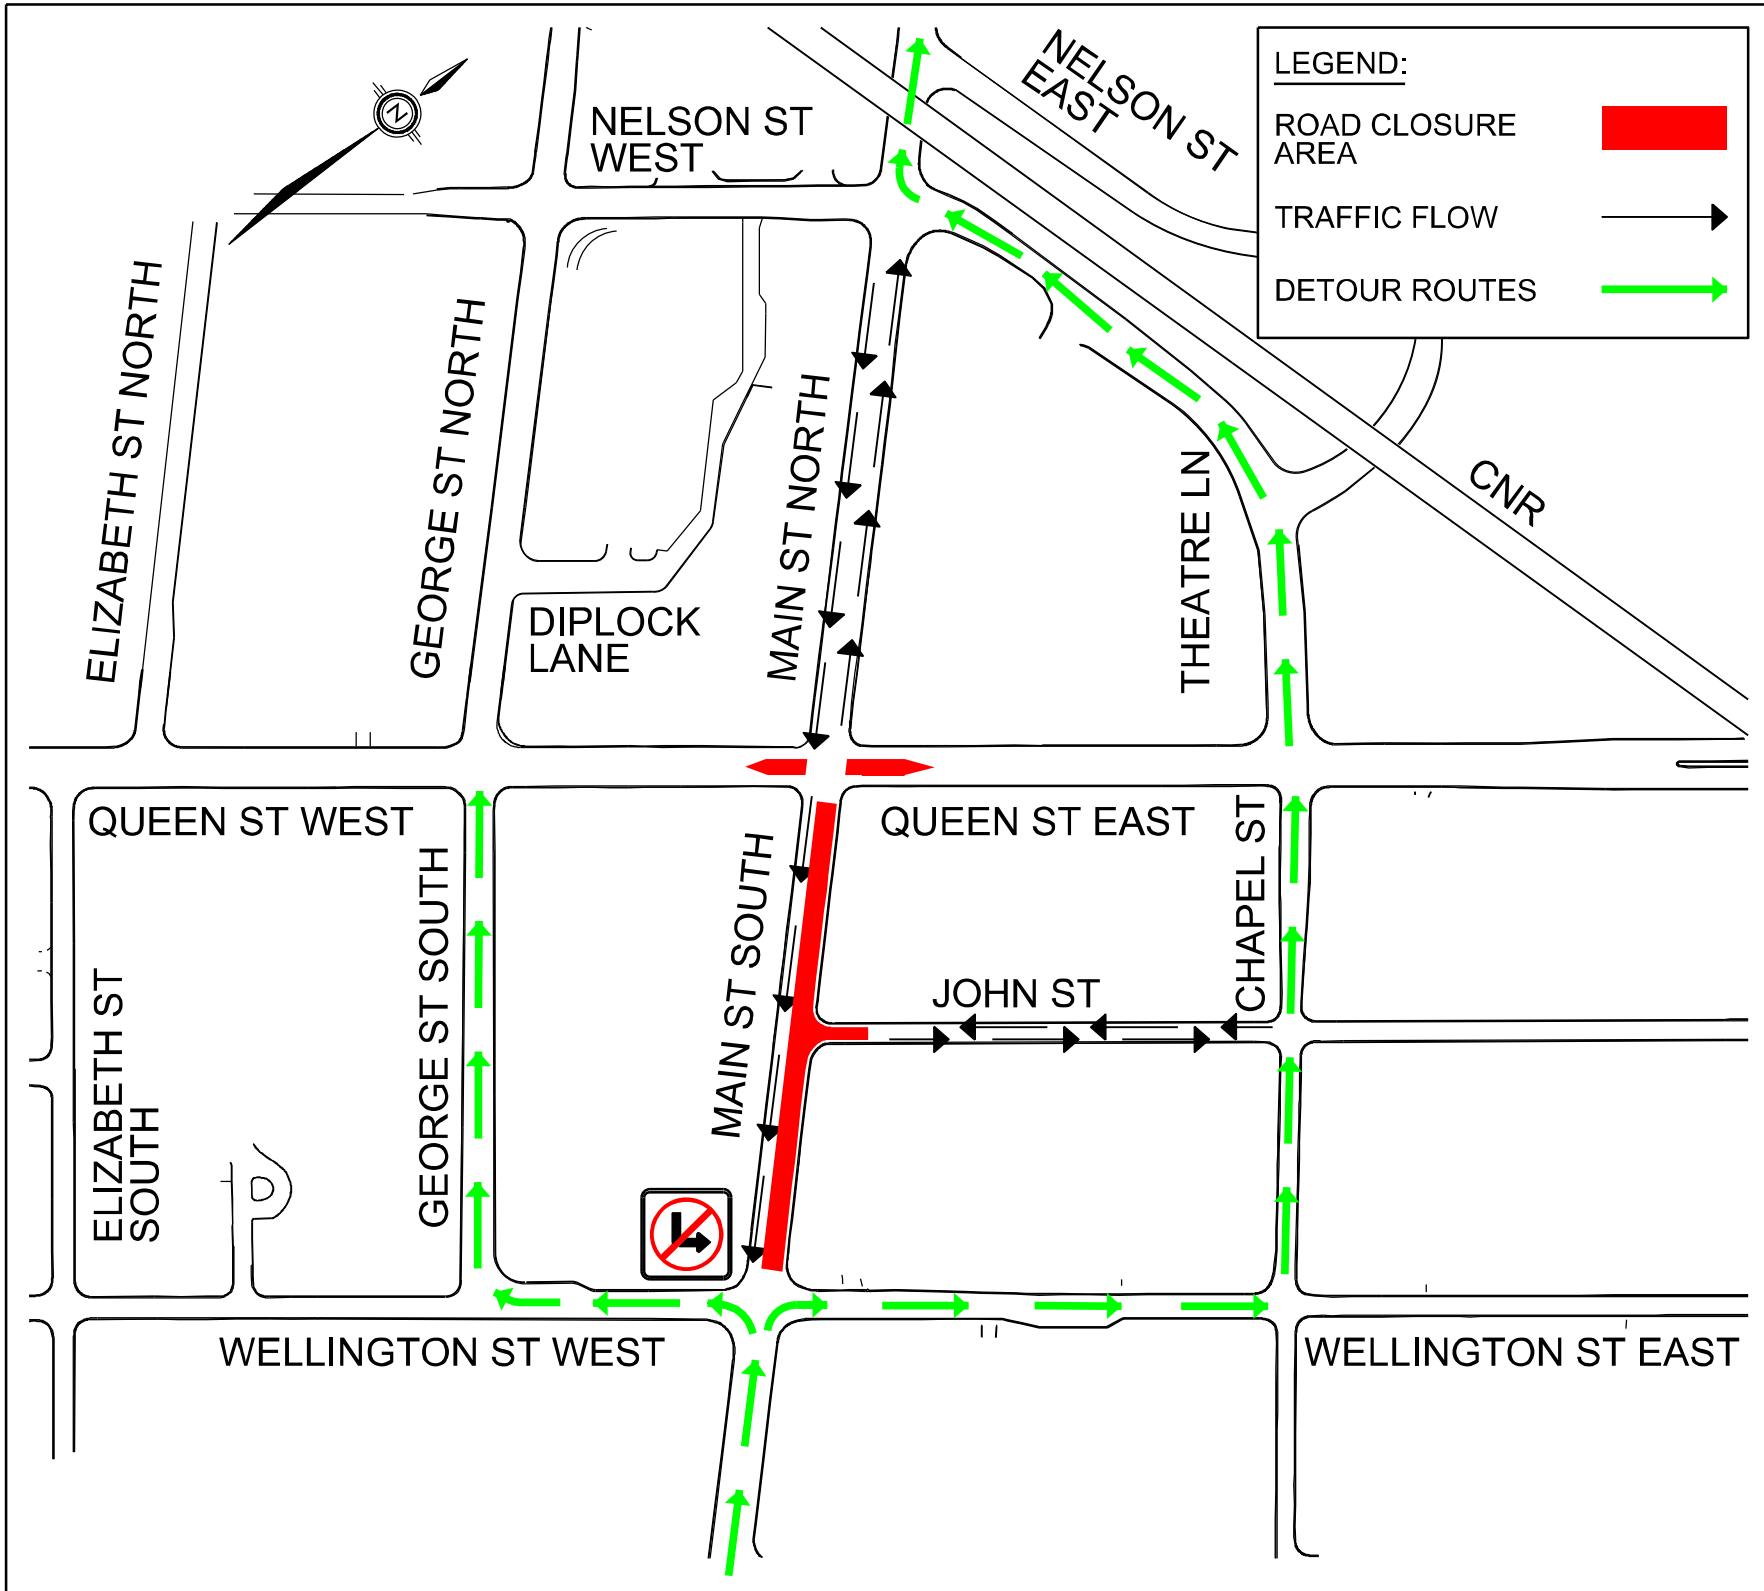 NELSON ST
EAST
LEGEND:
ROAD CLOSURE
AREA
TRAFFIC FLOW
DETOUR ROUTES
N
NELSON ST
WEST
ELIZABETH ST NORTH
GEORGE ST NORTH
MAIN ST NORTH
THEATRE LN
CNR
DIPLOCK
LANE
QUEEN ST WEST
QUEEN ST EAST
GEORGE ST SOUTH
MAIN ST SOUTH
CHAPEL ST
JOHN ST
ELIZABETH ST
SOUTH
WELLINGTON ST WEST
WELLINGTON ST EAST